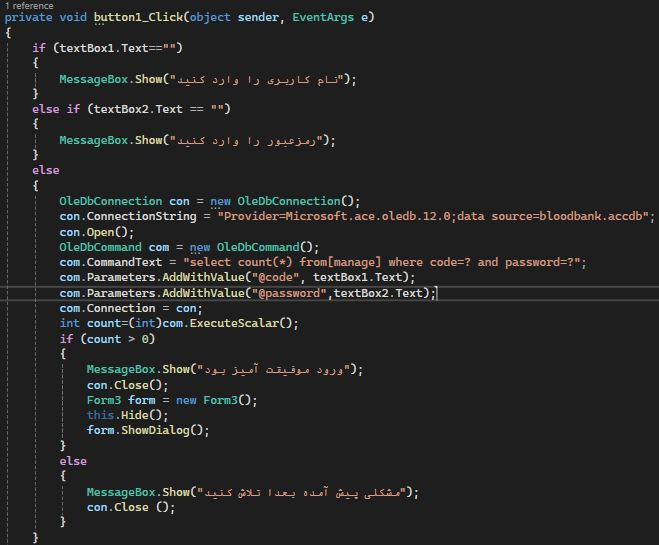 1 reference
private void button1_Click(object sender, EventArgs e)
{
if (textBox1.Text=="")
{
MessageBox.Show("نام کاربری را وارد کنید");
}
else if (textBox2.Text == "")
{
MessageBox.Show("رمزعبور را وارد کنید");
}
else
{
OleDbConnection con = new OleDbConnection();
con.ConnectionString = "Provider=Microsoft.ace.oledb.12.0;data source=bloodbank.accdb";
con.Open();
OleDbCommand com = new OleDbCommand();
com.CommandText = "select count(*) from[manage] where code=? and password=?";
com.Parameters.AddWithValue("@code", textBox1.Text);
com.Parameters.AddWithValue("@password",textBox2.Text);
com.Connection = con;
int count=(int)com.ExecuteScalar();
if (count > 0)
{
MessageBox.Show("ورود موفقیت آمیز بود");
con.Close();
Form3 form = new Form3();
this.Hide();
form.ShowDialog();
}
else
{
MessageBox.Show("مشکلی پیش آمده بعدا تلاش کنید");
con.Close ();
}
}